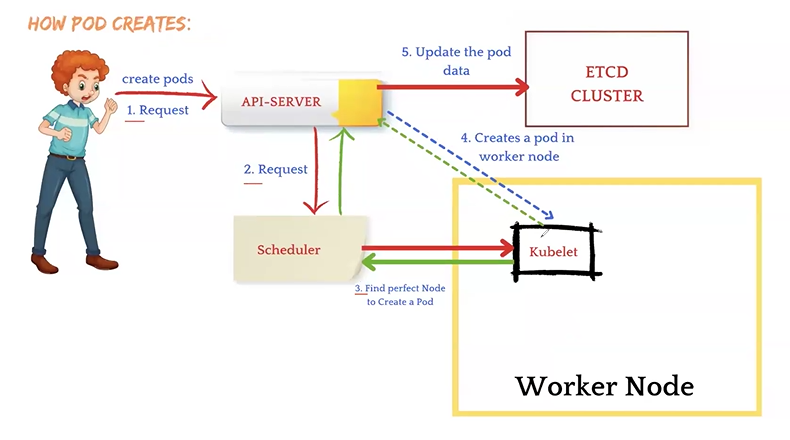 HOW POD CREATES:
create pods
1. Request
API-SERVER
5. Update the pod
data
ETCD
CLUSTER
2. Request
4. Creates a pod in
worker node
Scheduler
Kubelet
3. Find perfect Node
to Create a Pod
Worker Node